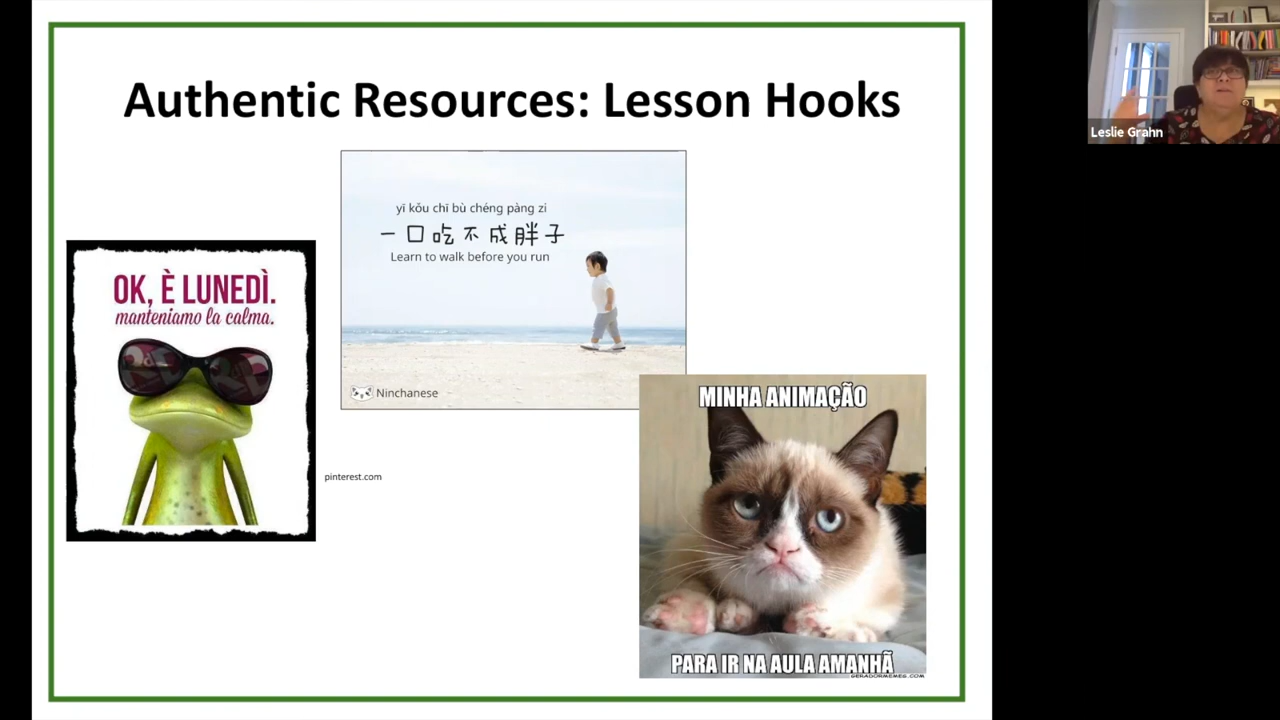 Authentic Resources: Lesson Hooks
yī kǒu chī bù chéng pàng zi
一口吃不成胖子
Learn to walk before you run
Ninchanese
OK, È LUNEDÌ.
manteniamo la calma.
pinterest.com
MINHA ANIMAÇÃO
PARA IR NA AULA AMANHÃ
GERADORMEMES.COM
Leslie Grahn